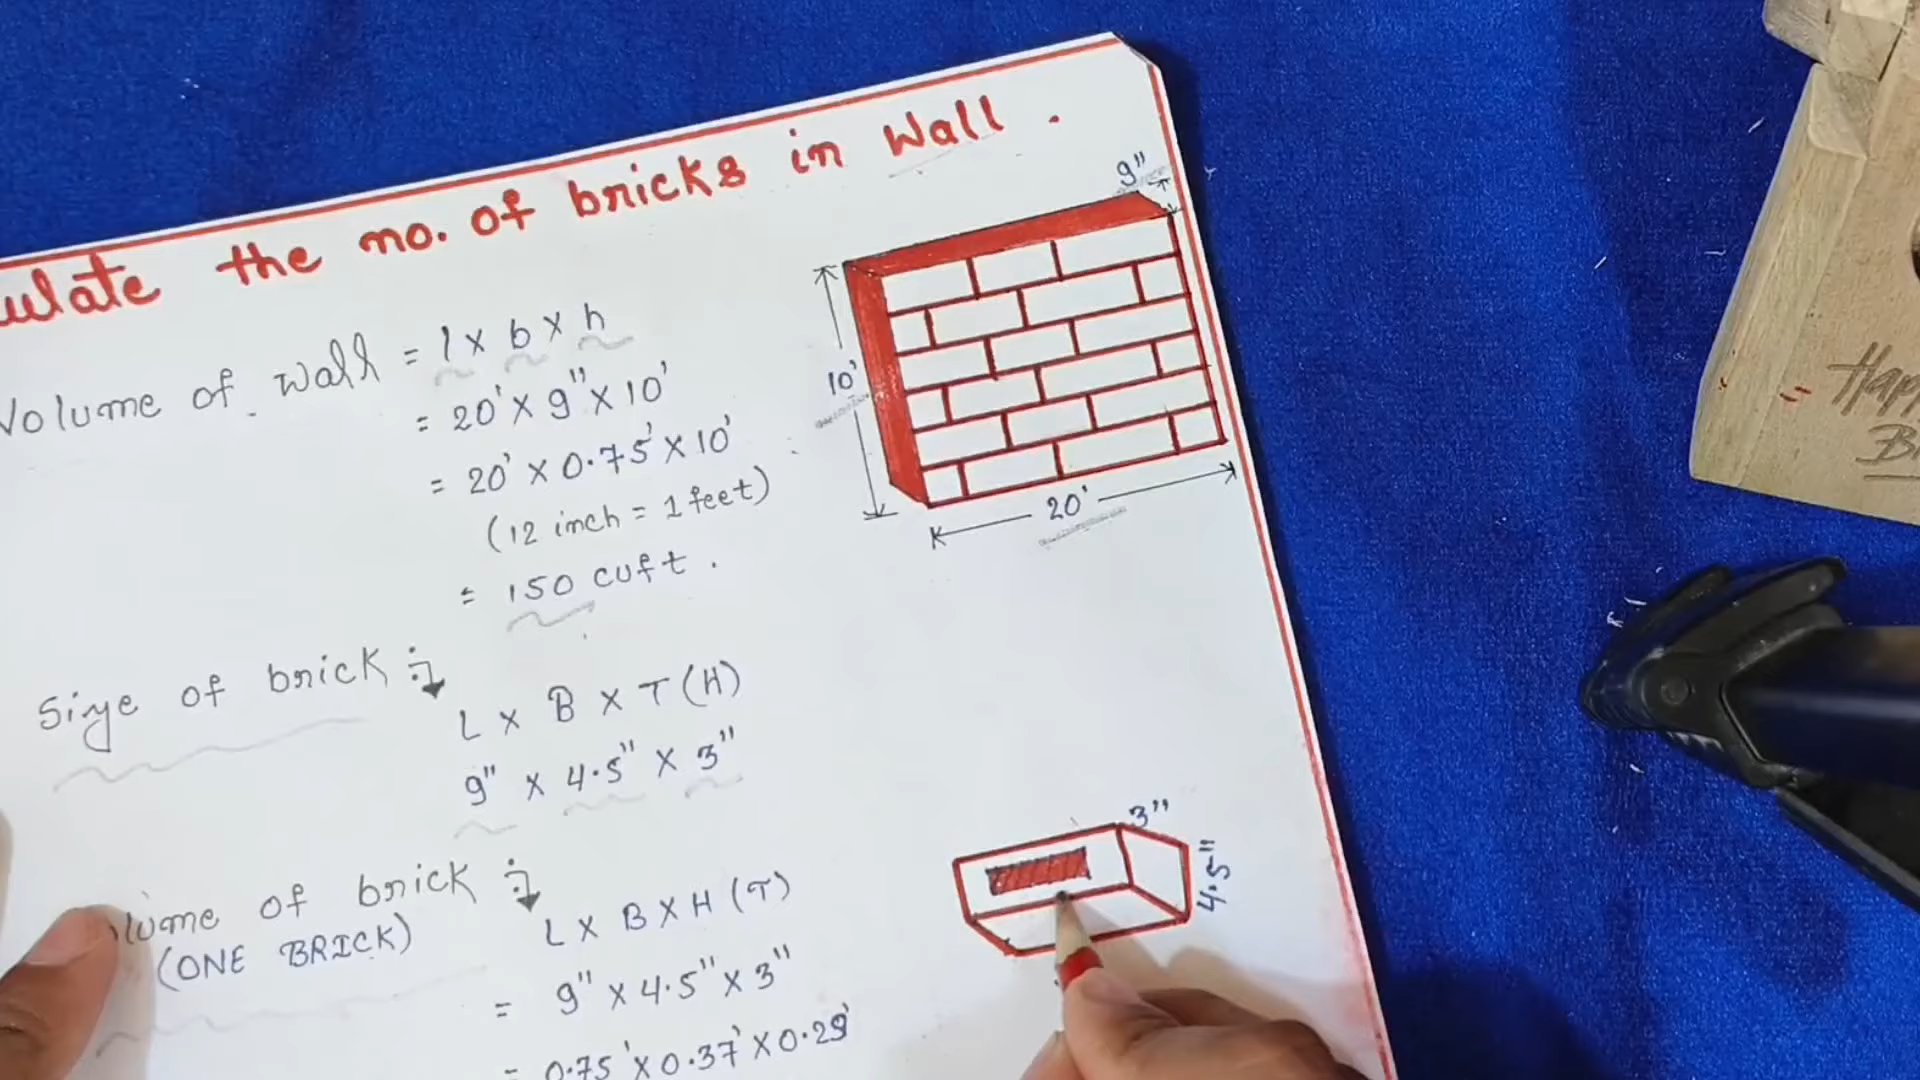 ulate the no. of bricks in Wall .
Volume of wall = l x b x h
= 20' x 9" x 10'
= 20' x 0.75' x 10'
(12 inch = 1 feet)
= 150 cuft .
9"
10'
20'
Size of brick :
L x B x T (H)
9" x 4.5" x 3"
lume of brick :
(ONE BRICK)
L x B x H (T)
= 9" x 4.5" x 3"
= 0.75' x 0.37' x 0.29'
3"
4.5"